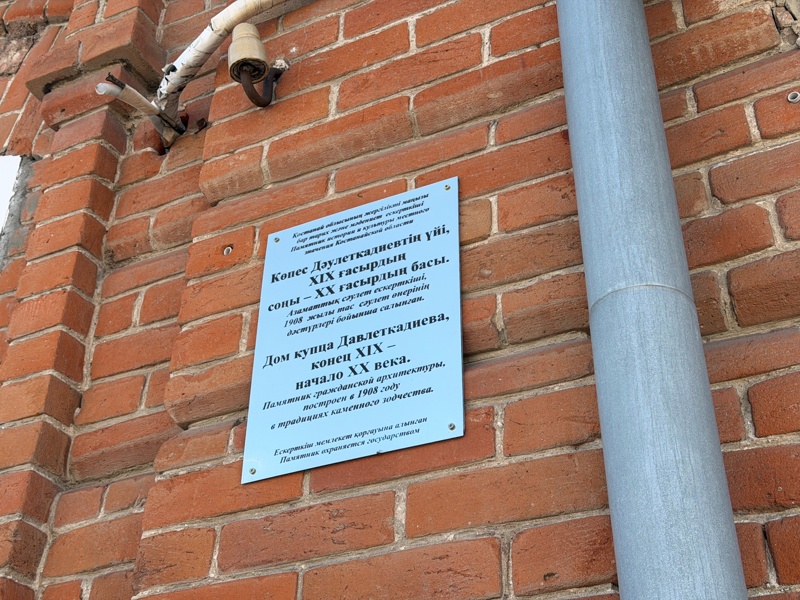 Костанай облысының жергілікті маңызы
бар тарих және мәдениет ескерткіші
Памятник истории и культуры местного
значения Костанайской области
Көпес Дәулеткадиевтің үйі,
XIX ғасырдың
соңы – XX ғасырдың басы.
Азаматтық сәулет ескерткіші,
1908 жылы тас сәулет өнерінің
дәстүрлері бойынша салынған.
Дом купца Давлеткадиева,
конец XIX –
начало XX века.
Памятник гражданской архитектуры,
построен в 1908 году
в традициях каменного зодчества.
Ескерткіш мемлекет қорғауына алынған
Памятник охраняется государством